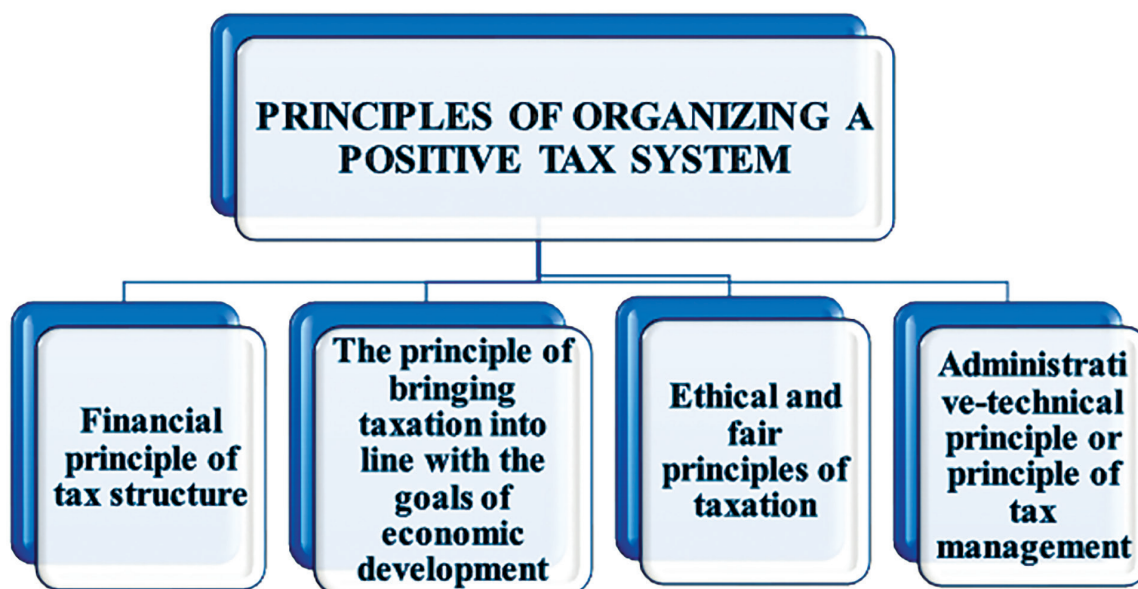 PRINCIPLES OF ORGANIZING A
POSITIVE TAX SYSTEM
Financial
principle of
tax structure
The principle of
bringing
taxation into
line with the
goals of
economic
development
Ethical and
fair
principles of
taxation
Administrati
ve-technical
principle or
principle of
tax
management